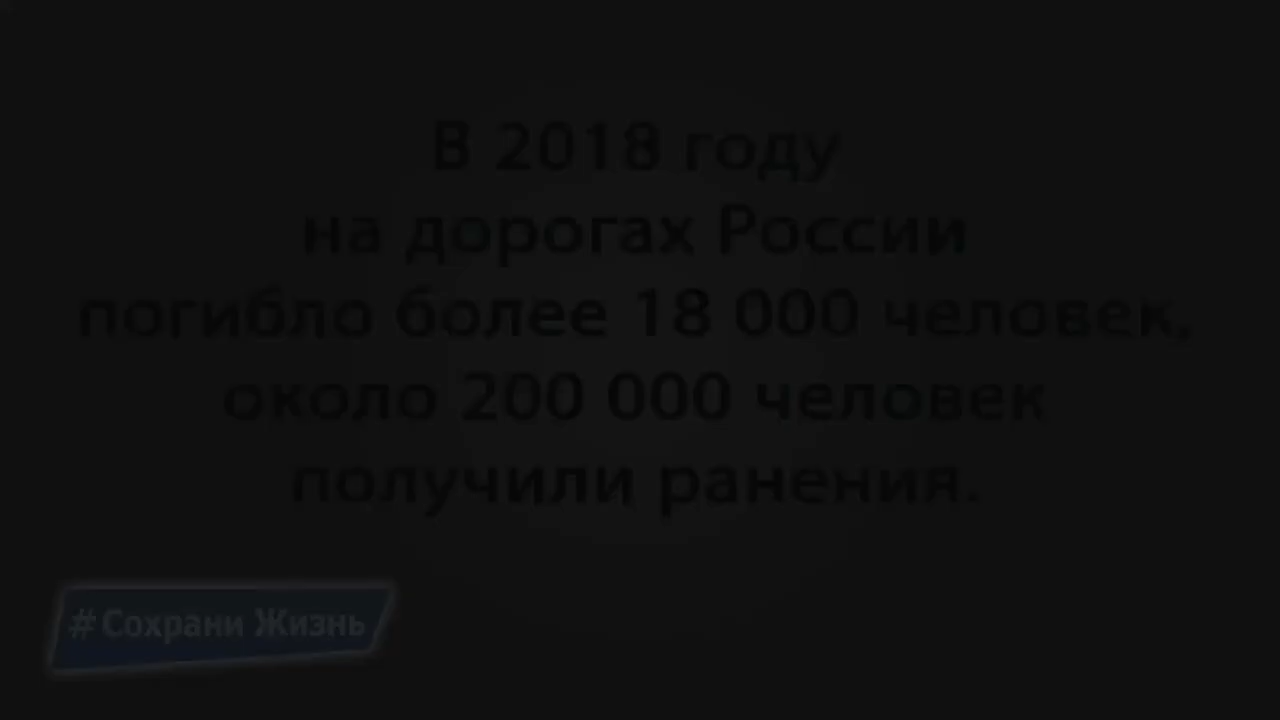 В 2018 году
на дорогах России
погибло более 18 000 человек,
около 200 000 человек
получили ранения.
#Сохрани Жизнь